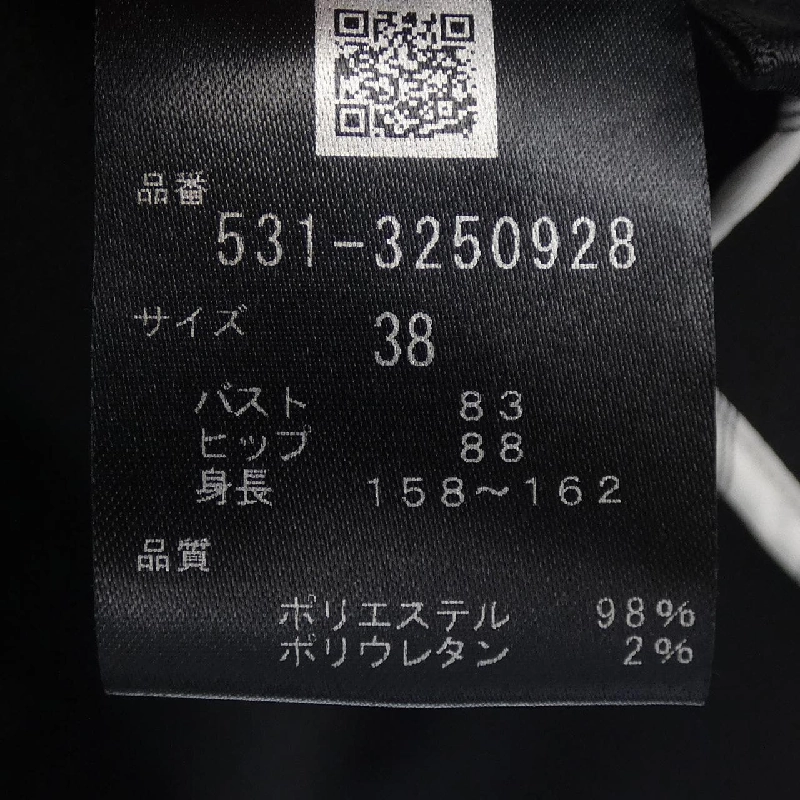 品番
531-3250928
サイズ 38
バスト 83
ヒップ 88
身長 158～162
品質
ポリエステル 98%
ポリウレタン 2%